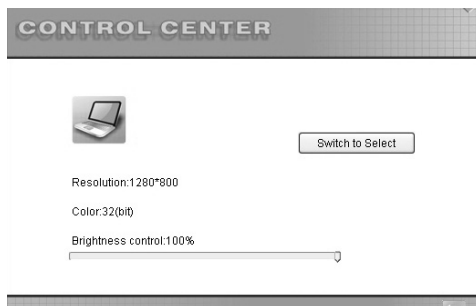 CONTROL CENTER
Switch to Select
Resolution:1280*800
Color:32(bit)
Brightness control:100%